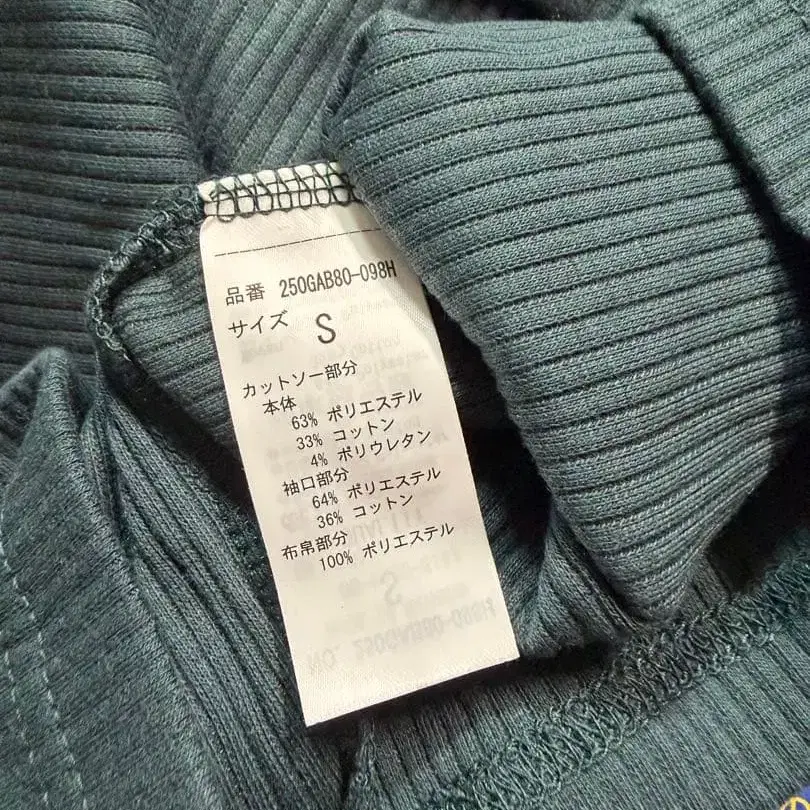 品番 250GAB80-098H
サイズ S
カットソー部分
本体
63% ポリエステル
33% コットン
4% ポリウレタン
袖口部分
64% ポリエステル
36% コットン
布帛部分
100% ポリエステル